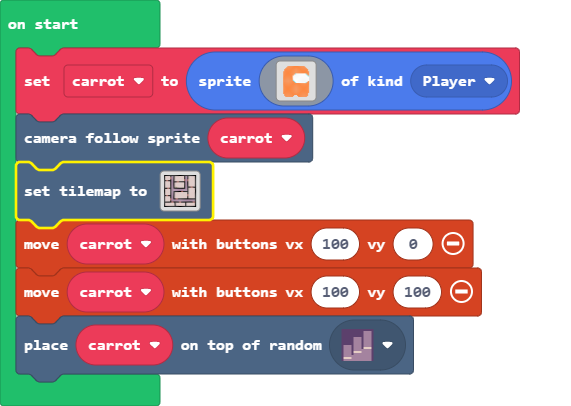 on start
set carrot to sprite of kind Player
camera follow sprite carrot
set tilemap to
move carrot with buttons vx 100 vy 0
move carrot with buttons vx 100 vy 100
place carrot on top of random